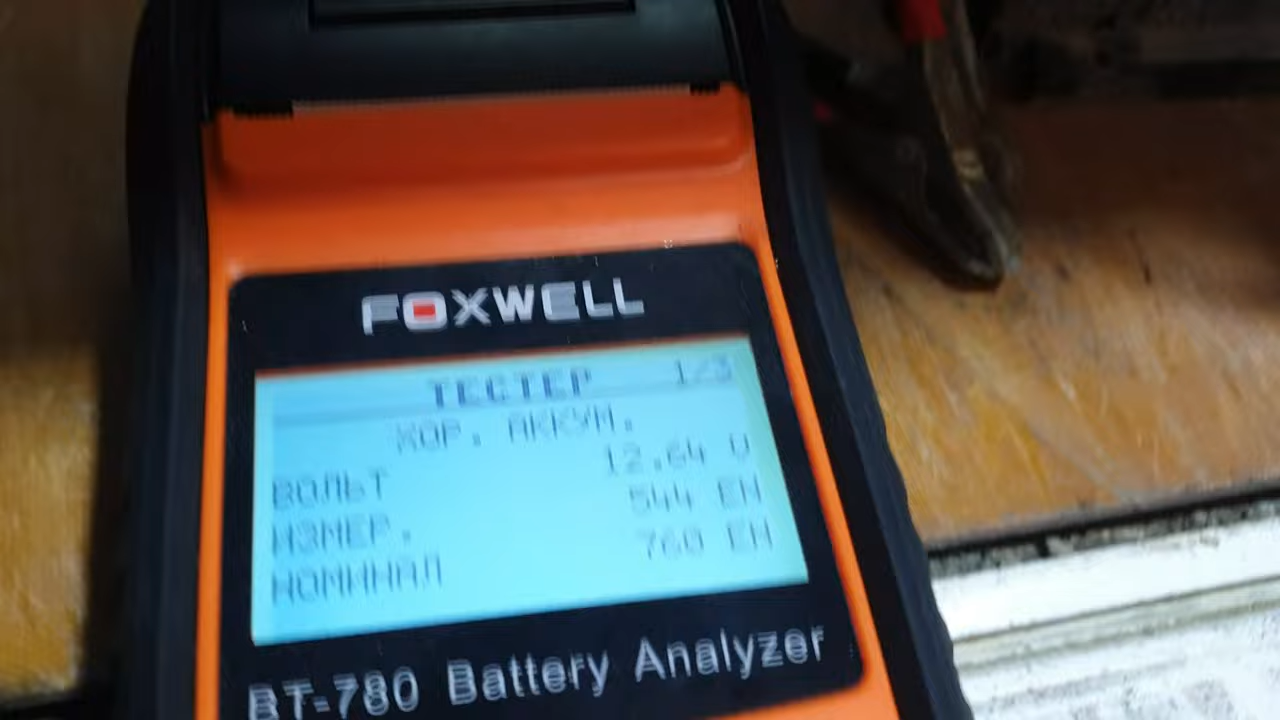 FOXWELL
ТЕСТЕР 1/3
ХОР. АККУМ.
ВОЛЬТ 12.64 V
ИЗМЕР. 544 EN
НОМИНАЛ 760 EN
BT-780 Battery Analyzer